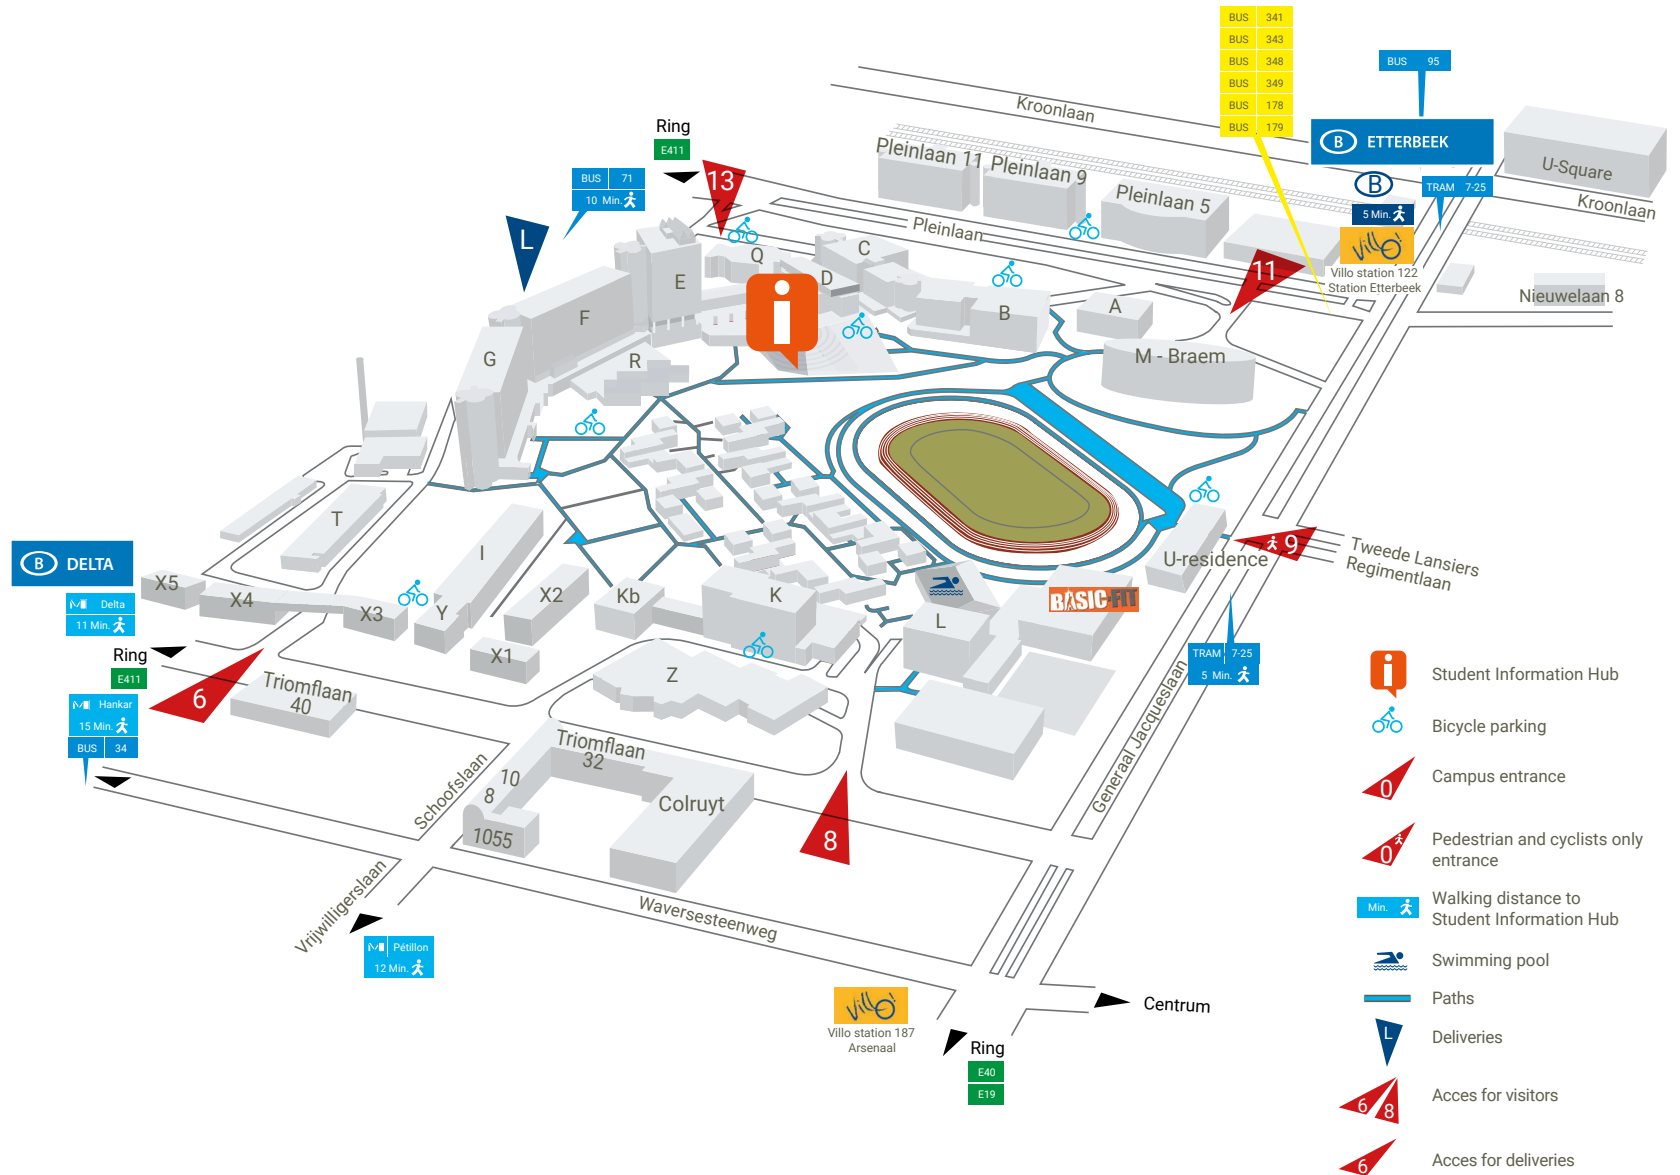 BUS 341
BUS 343
BUS 348
BUS 349
BUS 178
BUS 179
BUS 95
Kroonlaan
B ETTERBEEK
U-Square
Ring
E411
13
BUS 71
10 Min.
L
Pleinlaan 11
Pleinlaan 9
Pleinlaan 5
Pleinlaan
B
TRAM 7-25
5 Min.
Kroonlaan
Villo!
Villo station 122
Station Etterbeek
11
Nieuwelaan 8
Q
C
D
E
F
B
A
M - Braem
G
R
i
T
I
B DELTA
Delta
11 Min.
X5
X4
X3
Y
X2
X1
Kb
K
L
BASIC-FIT
U-residence
9
Tweede Lansiers
Regimentlaan
TRAM 7-25
5 Min.
Ring
E411
6
Hankar
15 Min.
BUS 34
Triomflaan
40
Z
Triomflaan
32
10
8
1055
Colruyt
8
Schoofslaan
Vrijwilligerslaan
Generaal Jacqueslaan
Waversesteenweg
Pétillon
12 Min.
Villo!
Villo station 187
Arsenaal
Centrum
Ring
E40
E19
i Student Information Hub
Bicycle parking
0 Campus entrance
0 Pedestrian and cyclists only
entrance
Min. Walking distance to
Student Information Hub
Swimming pool
Paths
L Deliveries
6 8 Acces for visitors
6 Acces for deliveries